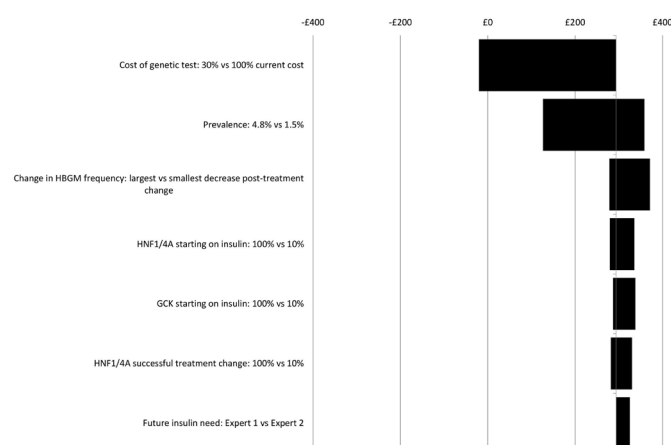 -£400 -£200 £0 £200 £400
Cost of genetic test: 30% vs 100% current cost
Prevalence: 4.8% vs 1.5%
Change in HBGM frequency: largest vs smallest decrease post-treatment
change
HNF1/4A starting on insulin: 100% vs 10%
GCK starting on insulin: 100% vs 10%
HNF1/4A successful treatment change: 100% vs 10%
Future insulin need: Expert 1 vs Expert 2